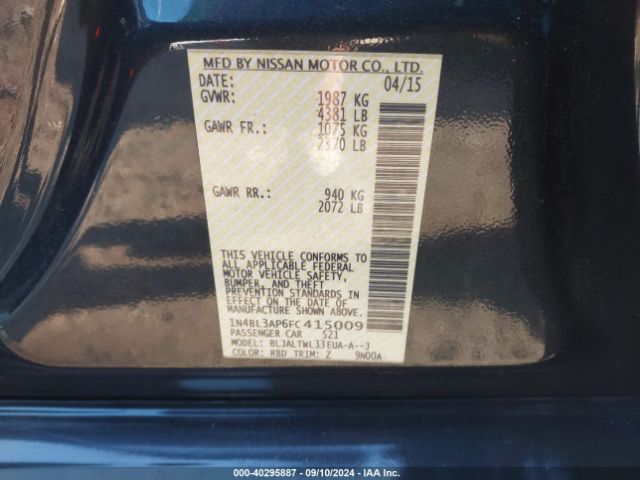 MFD BY NISSAN MOTOR CO., LTD.
DATE: 04/15
GVWR: 1987 KG
4381 LB
GAWR FR.: 1075 KG
2370 LB
GAWR RR.: 940 KG
2072 LB
THIS VEHICLE CONFORMS TO
ALL APPLICABLE FEDERAL
MOTOR VEHICLE SAFETY,
BUMPER, AND THEFT
PREVENTION STANDARDS IN
EFFECT ON THE DATE OF
MANUFACTURE SHOWN ABOVE.
1N4BL3AP6FC415009
PASSENGER CAR 521
MODEL: BLJALTWL33EUA-A--J
COLOR: RBD TRIM: Z 9N00A
00-40295887 - 09/10/2024 - IAA Inc.